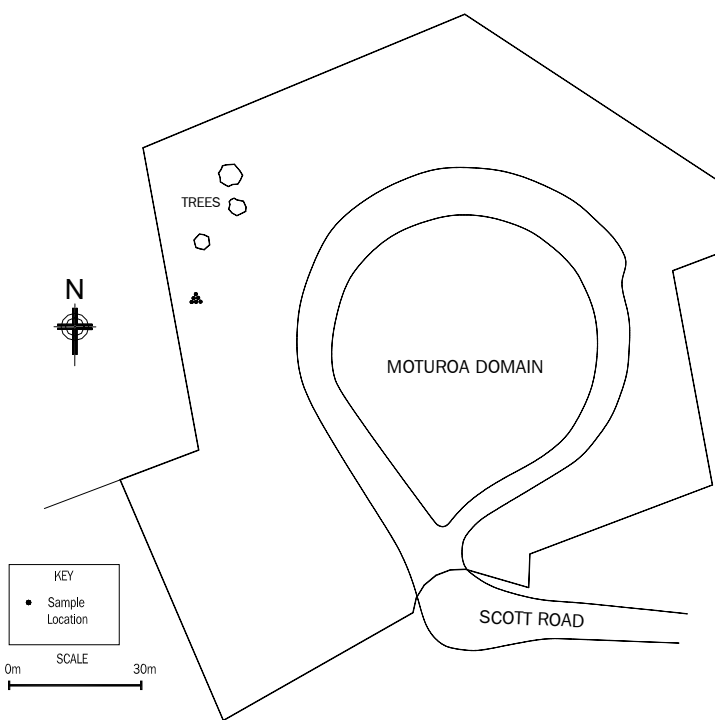 TREES
N
MOTUROA DOMAIN
KEY
Sample
Location
SCOTT ROAD
SCALE
0m 30m